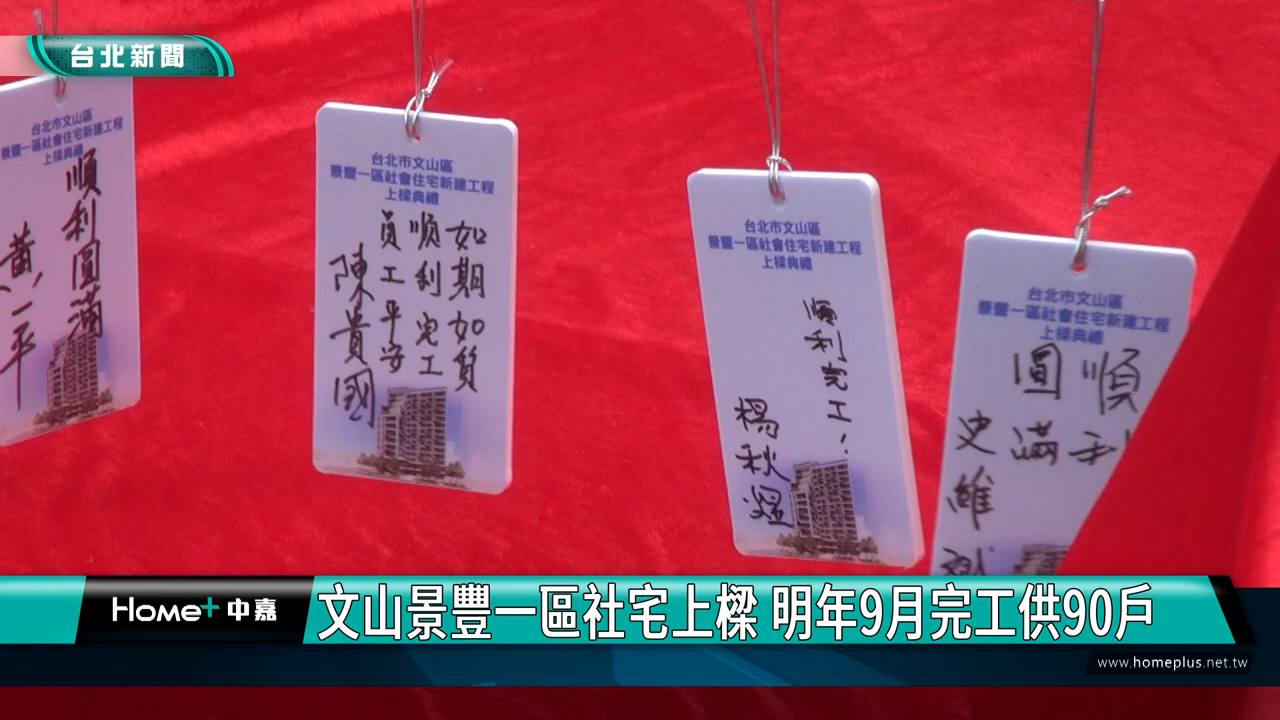 台北新聞
台北市文山區
景豐一區社會住宅新建工程
上樑典禮
順利圓滿
黃一平
台北市文山區
景豐一區社會住宅新建工程
上樑典禮
如期如質
順利完工
員工平安
陳貴國
台北市文山區
景豐一區社會住宅新建工程
上樑典禮
順利完工!
楊秋
台北市文山區
景豐一區社會住宅新建工程
上樑典禮
順利
圓滿
史維
Home+中嘉
文山景豐一區社宅上樑 明年9月完工供90戶
www.homeplus.net.tw